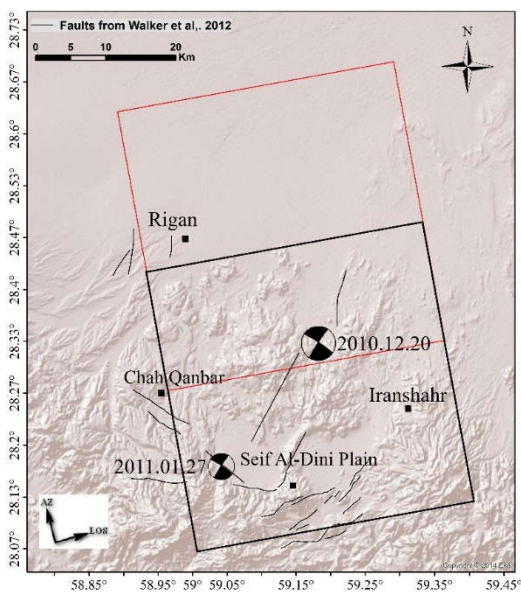 Faults from Walker et al,. 2012
0 5 10 20
Km
N
28.73
28.67
28.6
28.53
28.47
28.4
28.33
28.27
28.2
28.13
28.07
Rigan
2010.12.20
Chah Qanbar
Iranshahr
2011.01.27
Seif Al-Dini Plain
AZ
LOS
58.85 58.95 59° 59.05 59.15 59.25 59.35 59.45